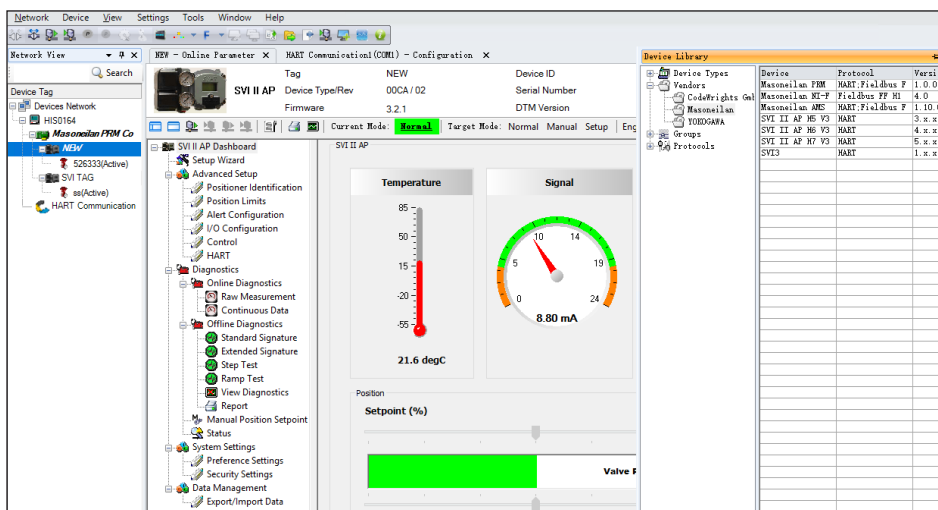 Network Device View Settings Tools Window Help
Network View
Search
Device Tag
Devices Network
HIS0164
Masoneilan PRM Co
NEW
526333(Active)
SVI TAG
ss(Active)
HART Communication
NEW - Online Parameter X HART Communication1(COM1) - Configuration X
SVI II AP
Tag NEW Device ID
Device Type/Rev 00CA / 02 Serial Number
Firmware 3.2.1 DTM Version
Current Mode: Normal Target Mode: Normal Manual Setup Eng
SVI II AP Dashboard
Setup Wizard
Advanced Setup
Positioner Identification
Position Limits
Alert Configuration
I/O Configuration
Control
HART
Diagnostics
Online Diagnostics
Raw Measurement
Continuous Data
Offline Diagnostics
Standard Signature
Extended Signature
Step Test
Ramp Test
View Diagnostics
Report
Manual Position Setpoint
Status
System Settings
Preference Settings
Security Settings
Data Management
Export/Import Data
SVI II AP
Temperature
85
50
15
-20
-55
21.6 degC
Signal
0 5 10 14 19 24
8.80 mA
Position
Setpoint (%)
Valve P
Device Library
Device Types
Vendors
CodeWrights Gm
Masoneilan
YOKOGAWA
Groups
Protocols
Device Protocol Versi
Masoneilan PRM HART;Fieldbus F 1.0.0
Masoneilan NI-F Fieldbus FF H1 4.0
Masoneilan AMS HART;Fieldbus F 1.10.
SVI II AP H5 V3 HART 3.x.x
SVI II AP H6 V3 HART 4.x.x
SVI II AP H7 V3 HART 5.x.x
SVI3 HART 1.x.x